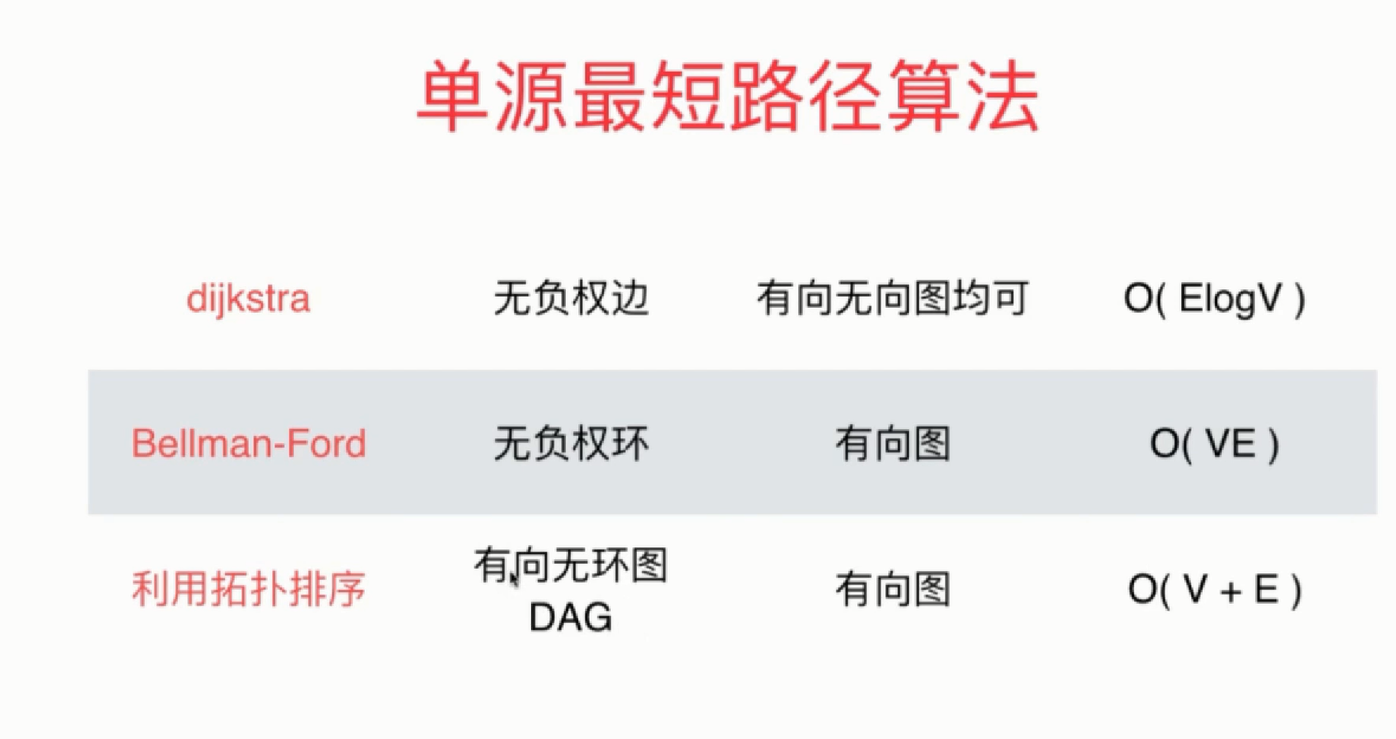 单源最短路径算法
dijkstra 无负权边 有向无向图均可 O( ElogV )
Bellman-Ford 无负权环 有向图 O( VE )
利用拓扑排序 有向无环图 有向图 O( V + E )
DAG